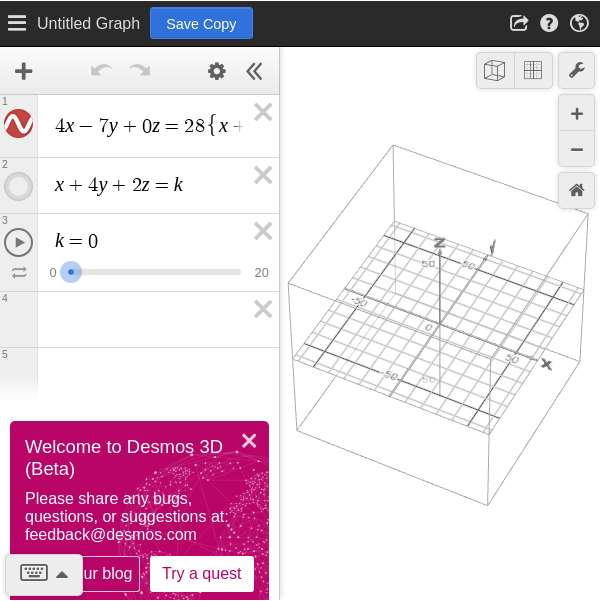 Untitled Graph
Save Copy
1
4x − 7y + 0z = 28{x +
2
x + 4y + 2z = k
3
k = 0
0
20
4
5
Welcome to Desmos 3D
(Beta)
Please share any bugs,
questions, or suggestions at:
feedback@desmos.com
ur blog
Try a quest
z
50
50
-50
0
50
x
-50
50